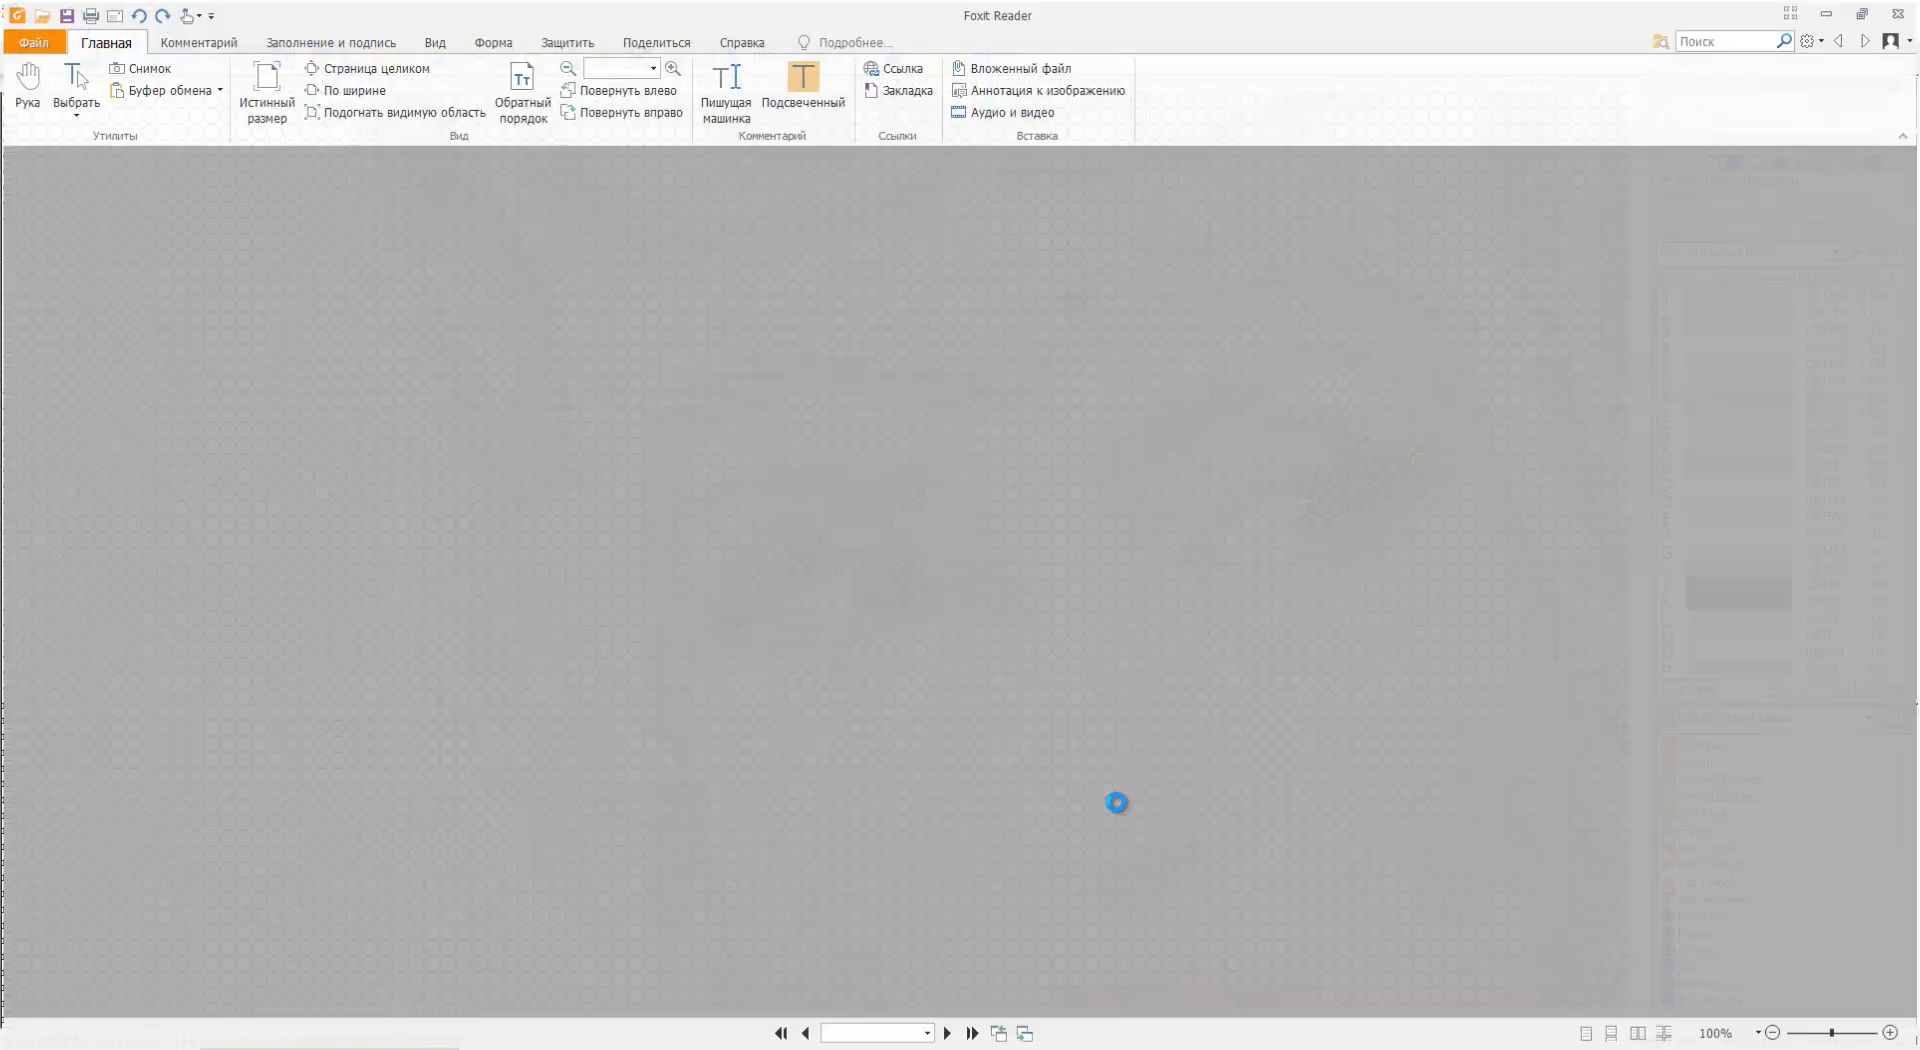 Foxit Reader
Файл Главная Комментарий Заполнение и подпись Вид Форма Защитить Поделиться Справка Подробнее... Поиск
Рука
Выбрать
Снимок
Буфер обмена
Утилиты
Истинный размер
Страница целиком
По ширине
Подогнать видимую область
Обратный порядок
Повернуть влево
Повернуть вправо
Вид
Пишущая машинка
Подсвеченный
Комментарий
Ссылка
Закладка
Ссылки
Вложенный файл
Аннотация к изображению
Аудио и видео
Вставка
100%